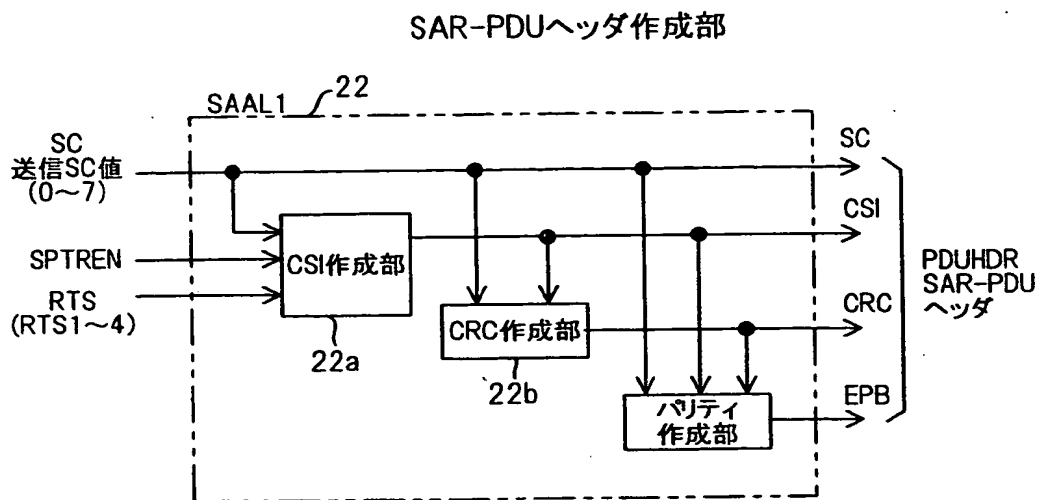 SAR-PDUヘッダ作成部
SAAL1
22
SC
送信SC値
(0〜7)
SPTREN
RTS
(RTS1〜4)
CSI作成部
22a
CRC作成部
22b
パリティ
作成部
SC
CSI
CRC
EPB
PDUHDR
SAR-PDU
ヘッダ